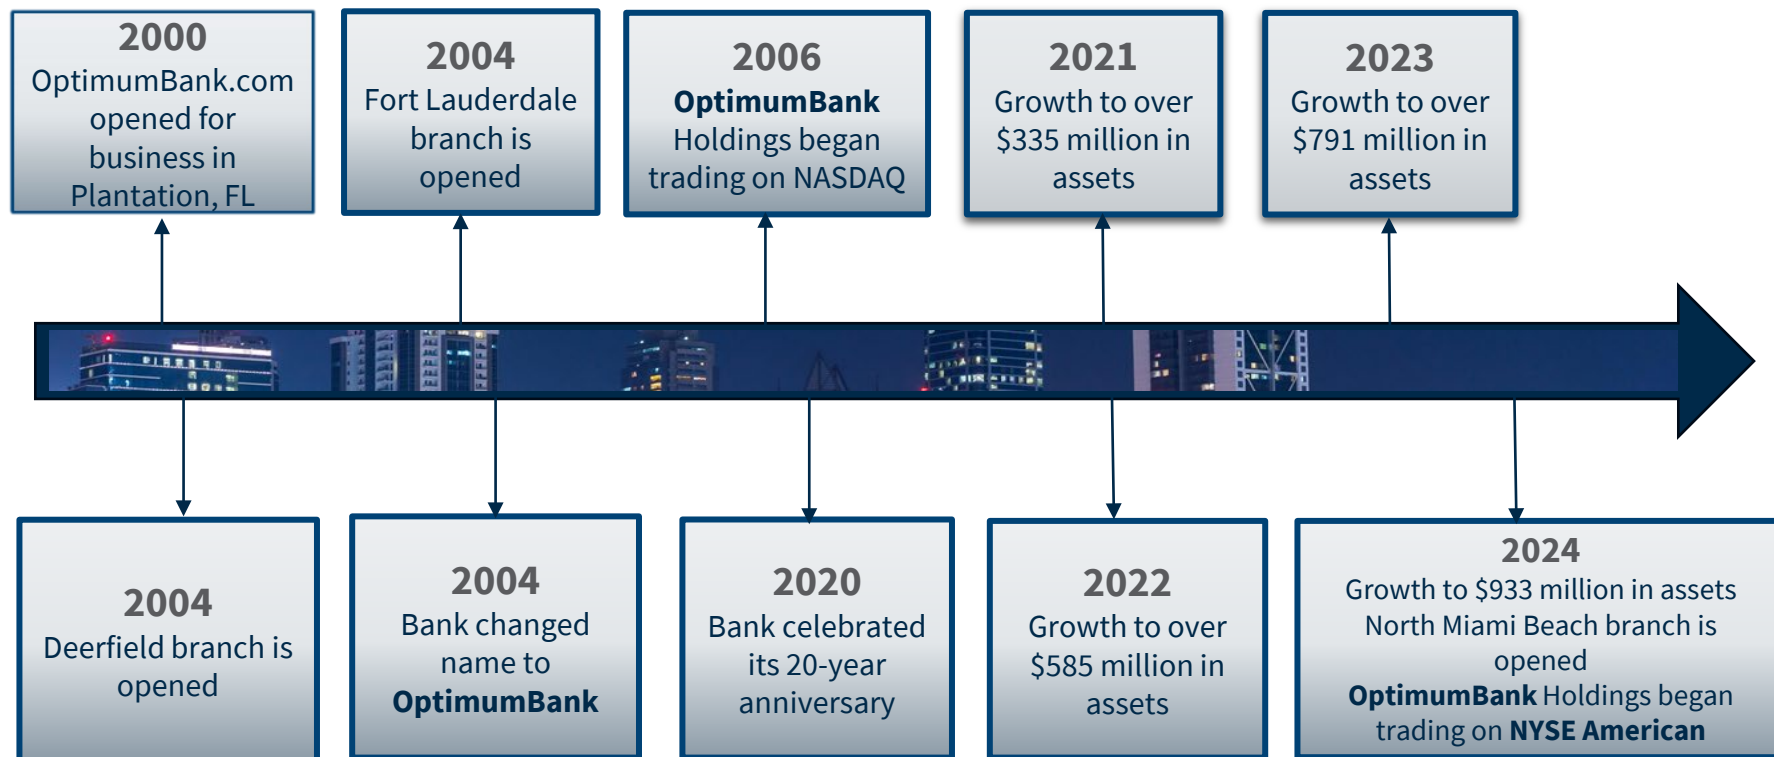 2000
OptimumBank.com
opened for
business in
Plantation, FL
2004
Fort Lauderdale
branch is
opened
2006
OptimumBank
Holdings began
trading on NASDAQ
2021
Growth to over
$335 million in
assets
2023
Growth to over
$791 million in
assets
2004
Deerfield branch is
opened
2004
Bank changed
name to
OptimumBank
2020
Bank celebrated
its 20-year
anniversary
2022
Growth to over
$585 million in
assets
2024
Growth to $933 million in assets
North Miami Beach branch is
opened
OptimumBank Holdings began
trading on NYSE American